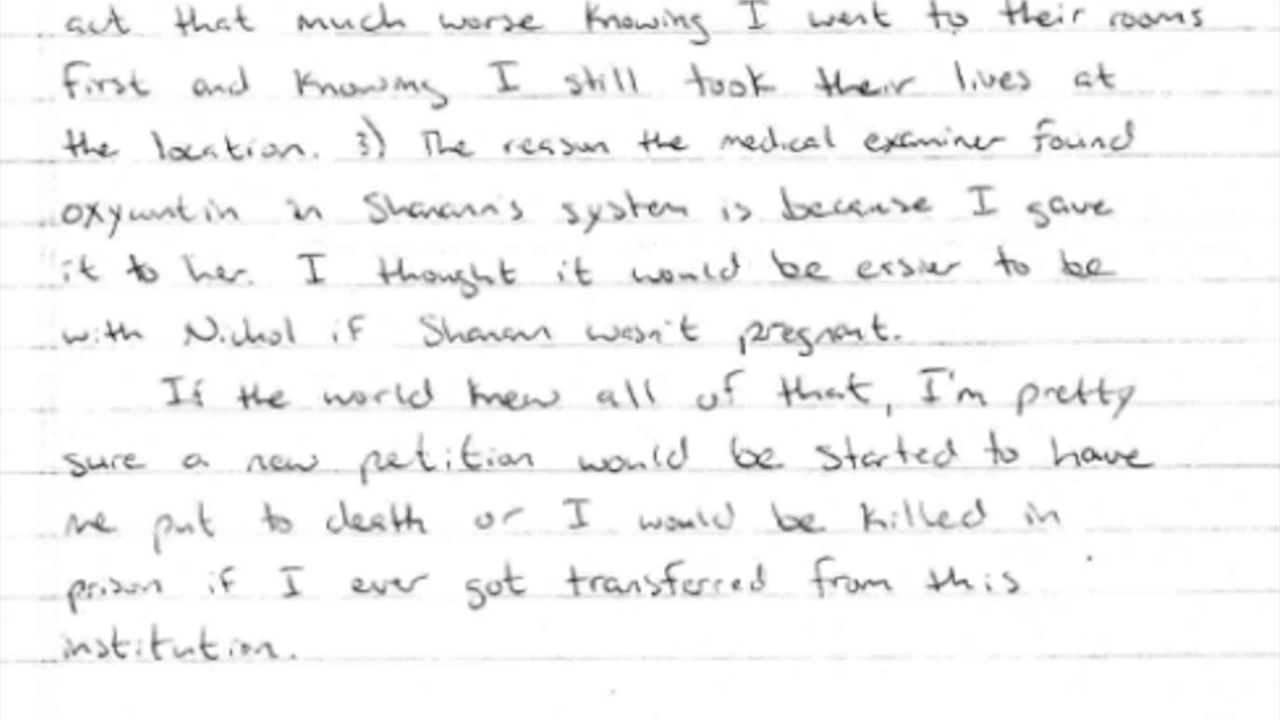 act that much worse knowing I went to their rooms
first and knowing I still took their lives at
the location. 3) The reason the medical examiner found
oxycontin in Shanann's system is because I gave
it to her. I thought it would be easier to be
with Nichol if Shanann wasn't pregnant.
If the world knew all of that, I'm pretty
sure a new petition would be started to have
me put to death or I would be killed in
prison if I ever got transferred from this
institution.